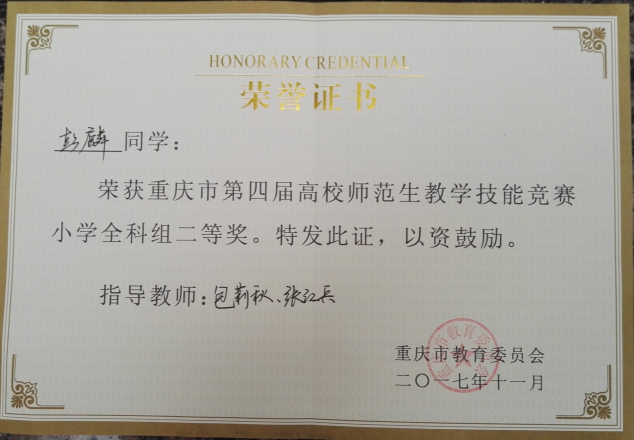 HONORARY CREDENTIAL
荣誉证书
彭麟 同学：
荣获重庆市第四届高校师范生教学技能竞赛
小学全科组二等奖。特发此证，以资鼓励。
指导教师：包莉秋、张红兵
重庆市教育委员会
二〇一七年十一月